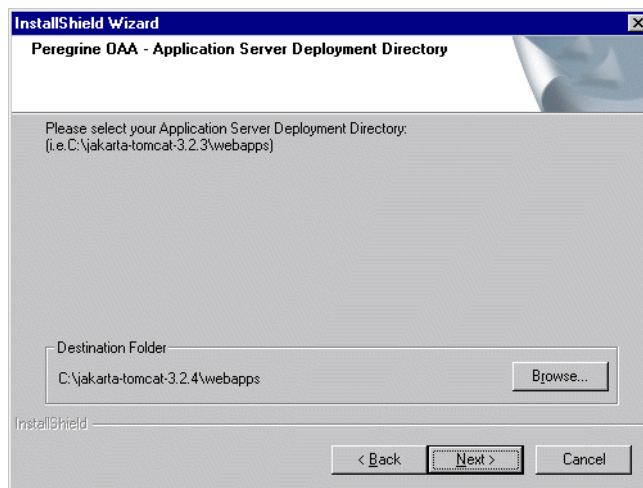 InstallShield Wizard
Peregrine OAA - Application Server Deployment Directory
Please select your Application Server Deployment Directory:
(i.e.C:\jakarta-tomcat-3.2.3\webapps)
Destination Folder
C:\jakarta-tomcat-3.2.4\webapps
Browse...
InstallShield
< Back
Next >
Cancel